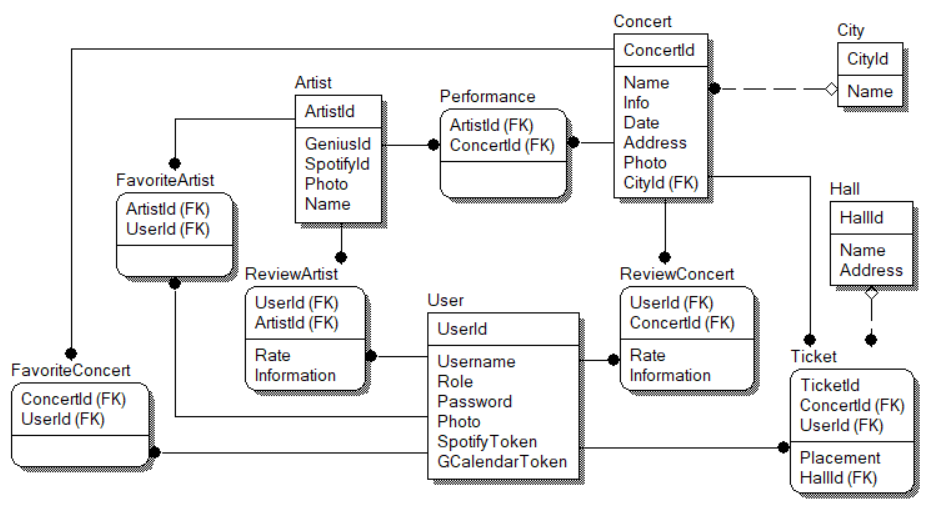 Concert
ConcertId
Name
Info
Date
Address
Photo
CityId (FK)
City
CityId
Name
Artist
ArtistId
GeniusId
SpotifyId
Photo
Name
Performance
ArtistId (FK)
ConcertId (FK)
FavoriteArtist
ArtistId (FK)
UserId (FK)
Hall
HallId
Name
Address
ReviewArtist
UserId (FK)
ArtistId (FK)
Rate
Information
User
UserId
Username
Role
Password
Photo
SpotifyToken
GCalendarToken
ReviewConcert
UserId (FK)
ConcertId (FK)
Rate
Information
FavoriteConcert
ConcertId (FK)
UserId (FK)
Ticket
TicketId
ConcertId (FK)
UserId (FK)
Placement
HallId (FK)